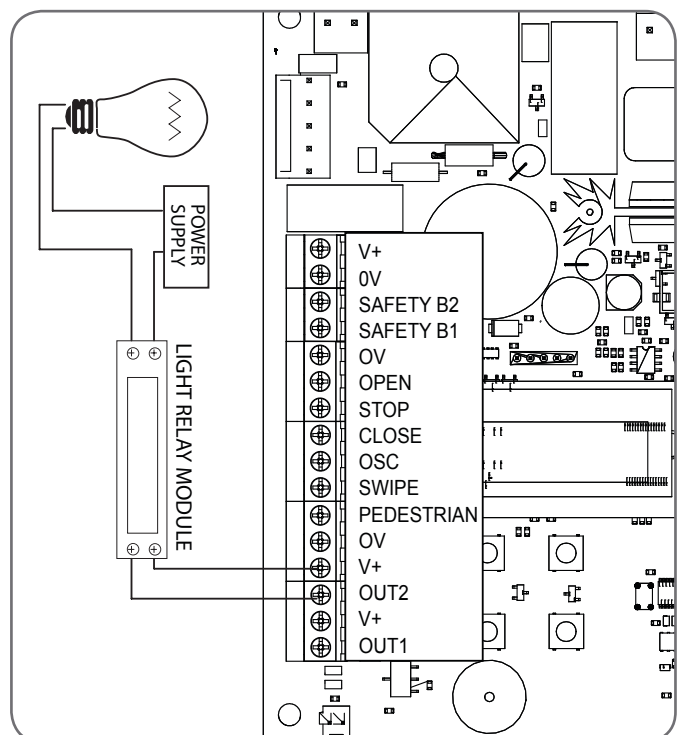 POWER
SUPPLY
LIGHT RELAY MODULE
V+
0V
SAFETY B2
SAFETY B1
OV
OPEN
STOP
CLOSE
OSC
SWIPE
PEDESTRIAN
OV
V+
OUT2
V+
OUT1